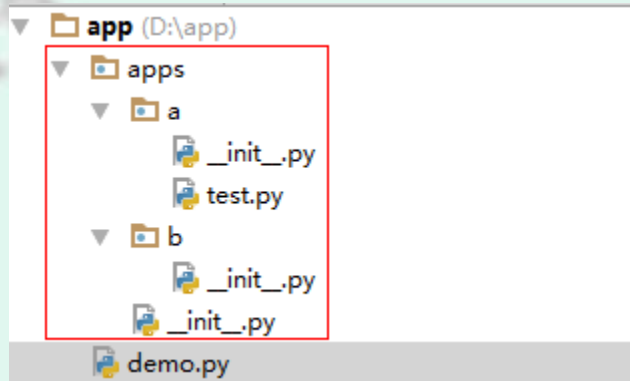 app (D:\app)
apps
a
__init__.py
test.py
b
__init__.py
__init__.py
demo.py